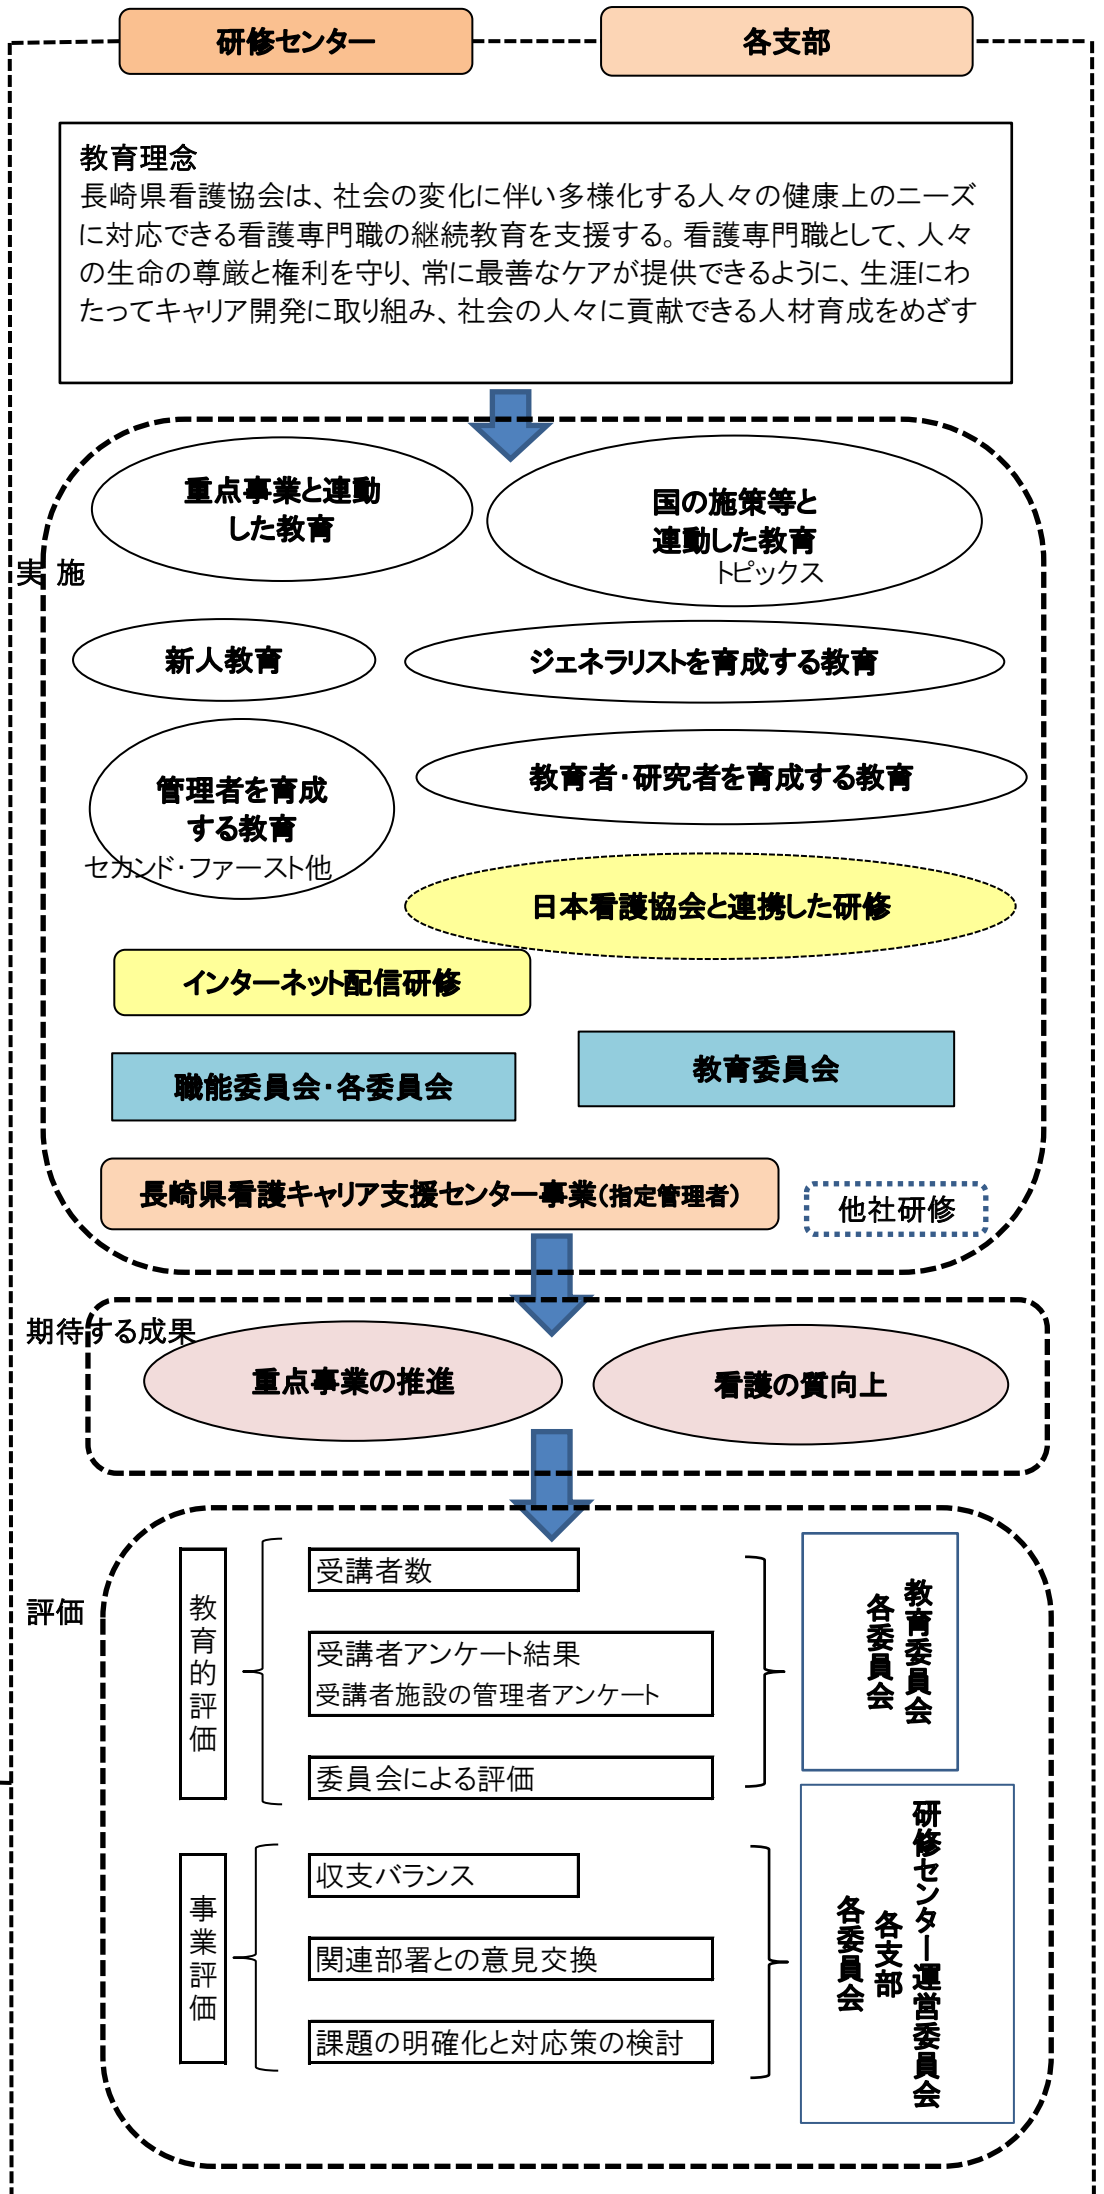 研修センター
各支部
教育理念
長崎県看護協会は、社会の変化に伴い多様化する人々の健康上のニーズ
に対応できる看護専門職の継続教育を支援する。看護専門職として、人々
の生命の尊厳と権利を守り、常に最善なケアが提供できるように、生涯にわ
たってキャリア開発に取り組み、社会の人々に貢献できる人材育成をめざす
実 施
重点事業と連動
した教育
国の施策等と
連動した教育
トピックス
新人教育
ジェネラリストを育成する教育
管理者を育成
する教育
セカンド・ファースト他
教育者・研究者を育成する教育
日本看護協会と連携した研修
インターネット配信研修
職能委員会・各委員会
教育委員会
長崎県看護キャリア支援センター事業(指定管理者)
他社研修
期待する成果
重点事業の推進
看護の質向上
評価
教育的評価
受講者数
受講者アンケート結果
受講者施設の管理者アンケート
委員会による評価
教育委員会
各委員会
事業評価
収支バランス
関連部署との意見交換
課題の明確化と対応策の検討
研修センター運営委員会
各支部
各委員会